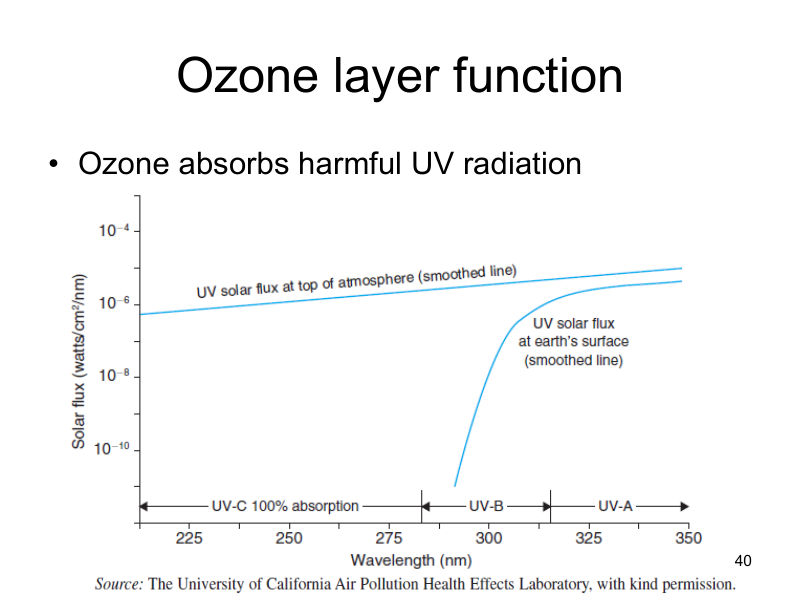 Ozone layer function
• Ozone absorbs harmful UV radiation
10⁻⁴
UV solar flux at top of atmosphere (smoothed line)
10⁻⁶
UV solar flux
at earth's surface
(smoothed line)
Solar flux (watts/cm²/nm)
10⁻⁸
10⁻¹⁰
UV-C 100% absorption
UV-B
UV-A
225 250 275 300 325 350
Wavelength (nm)
40
Source: The University of California Air Pollution Health Effects Laboratory, with kind permission.